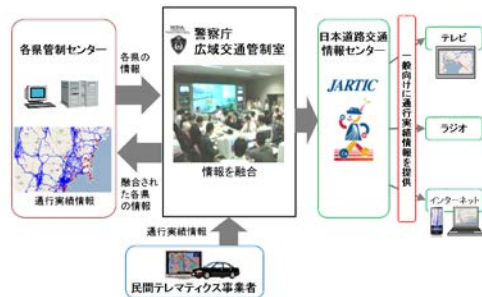 各県管制センター
通行実績情報
各県の
情報
融合された
各県の
情報
警察庁
広域交通管制室
情報を融合
通行実績情報
民間テレマティクス事業者
日本道路交通
情報センター
JARTIC
一般向けに通行実績情報を提供
テレビ
ラジオ
インターネット